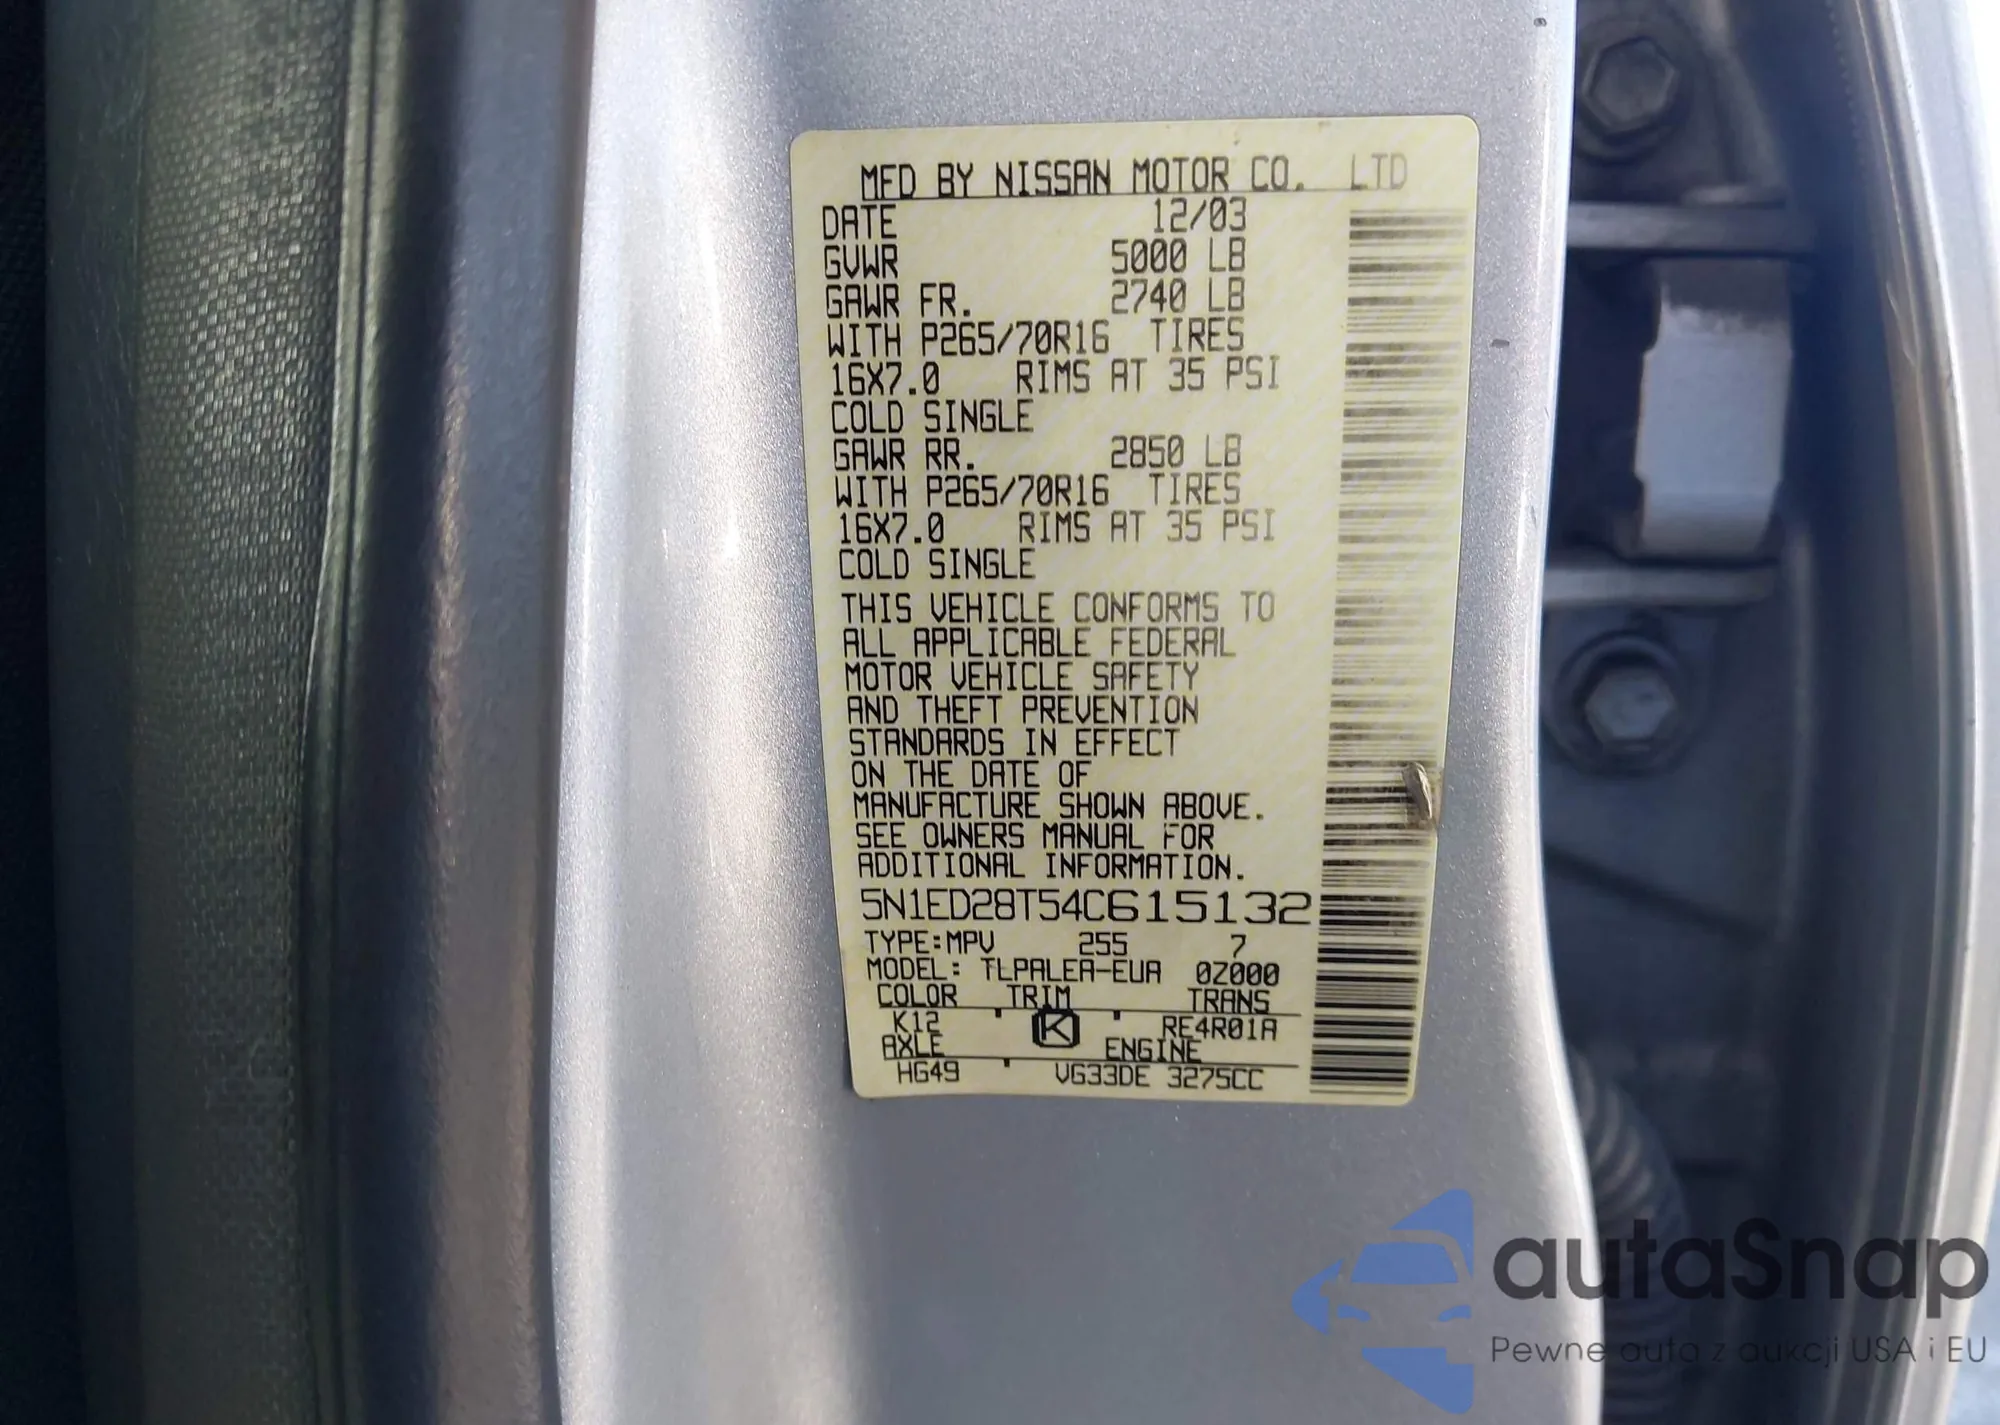 MFD BY NISSAN MOTOR CO. LTD
DATE 12/03
GVWR 5000 LB
GAWR FR. 2740 LB
WITH P265/70R16 TIRES
16X7.0 RIMS AT 35 PSI
COLD SINGLE
GAWR RR. 2850 LB
WITH P265/70R16 TIRES
16X7.0 RIMS AT 35 PSI
COLD SINGLE
THIS VEHICLE CONFORMS TO
ALL APPLICABLE FEDERAL
MOTOR VEHICLE SAFETY
AND THEFT PREVENTION
STANDARDS IN EFFECT
ON THE DATE OF
MANUFACTURE SHOWN ABOVE.
SEE OWNERS MANUAL FOR
ADDITIONAL INFORMATION.
5N1ED28T54C615132
TYPE:MPV 255 7
MODEL: TLPALEA-EUA 0Z000
COLOR TRIM TRANS
K12 K RE4R01A
AXLE ENGINE
HG49 VG33DE 3275CC
autaSnap
Pewne auta z aukcji USA i EU